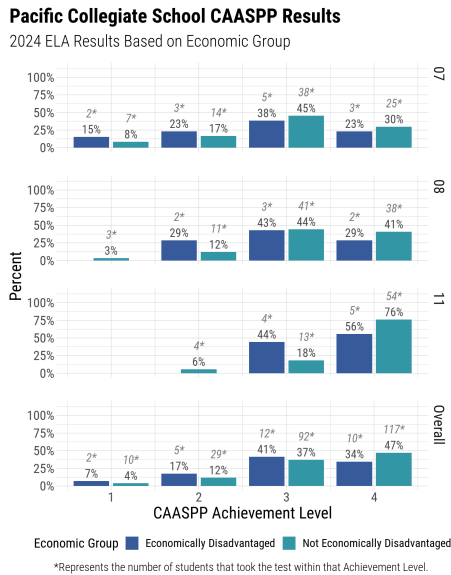 Pacific Collegiate School CAASPP Results
2024 ELA Results Based on Economic Group
07
100%
75%
50%
25%
0%
2* 7* 3* 14* 5* 38* 3* 25*
15% 8% 23% 17% 38% 45% 23% 30%
08
100%
75%
50%
25%
0%
3* 2* 11* 3* 41* 2* 38*
3% 29% 12% 43% 44% 29% 41%
Percent
11
100%
75%
50%
25%
0%
4* 4* 13* 5* 54*
6% 44% 18% 56% 76%
Overall
100%
75%
50%
25%
0%
2* 10* 5* 29* 12* 92* 10* 117*
7% 4% 17% 12% 41% 37% 34% 47%
1 2 3 4
CAASPP Achievement Level
Economic Group Economically Disadvantaged Not Economically Disadvantaged
*Represents the number of students that took the test within that Achievement Level.